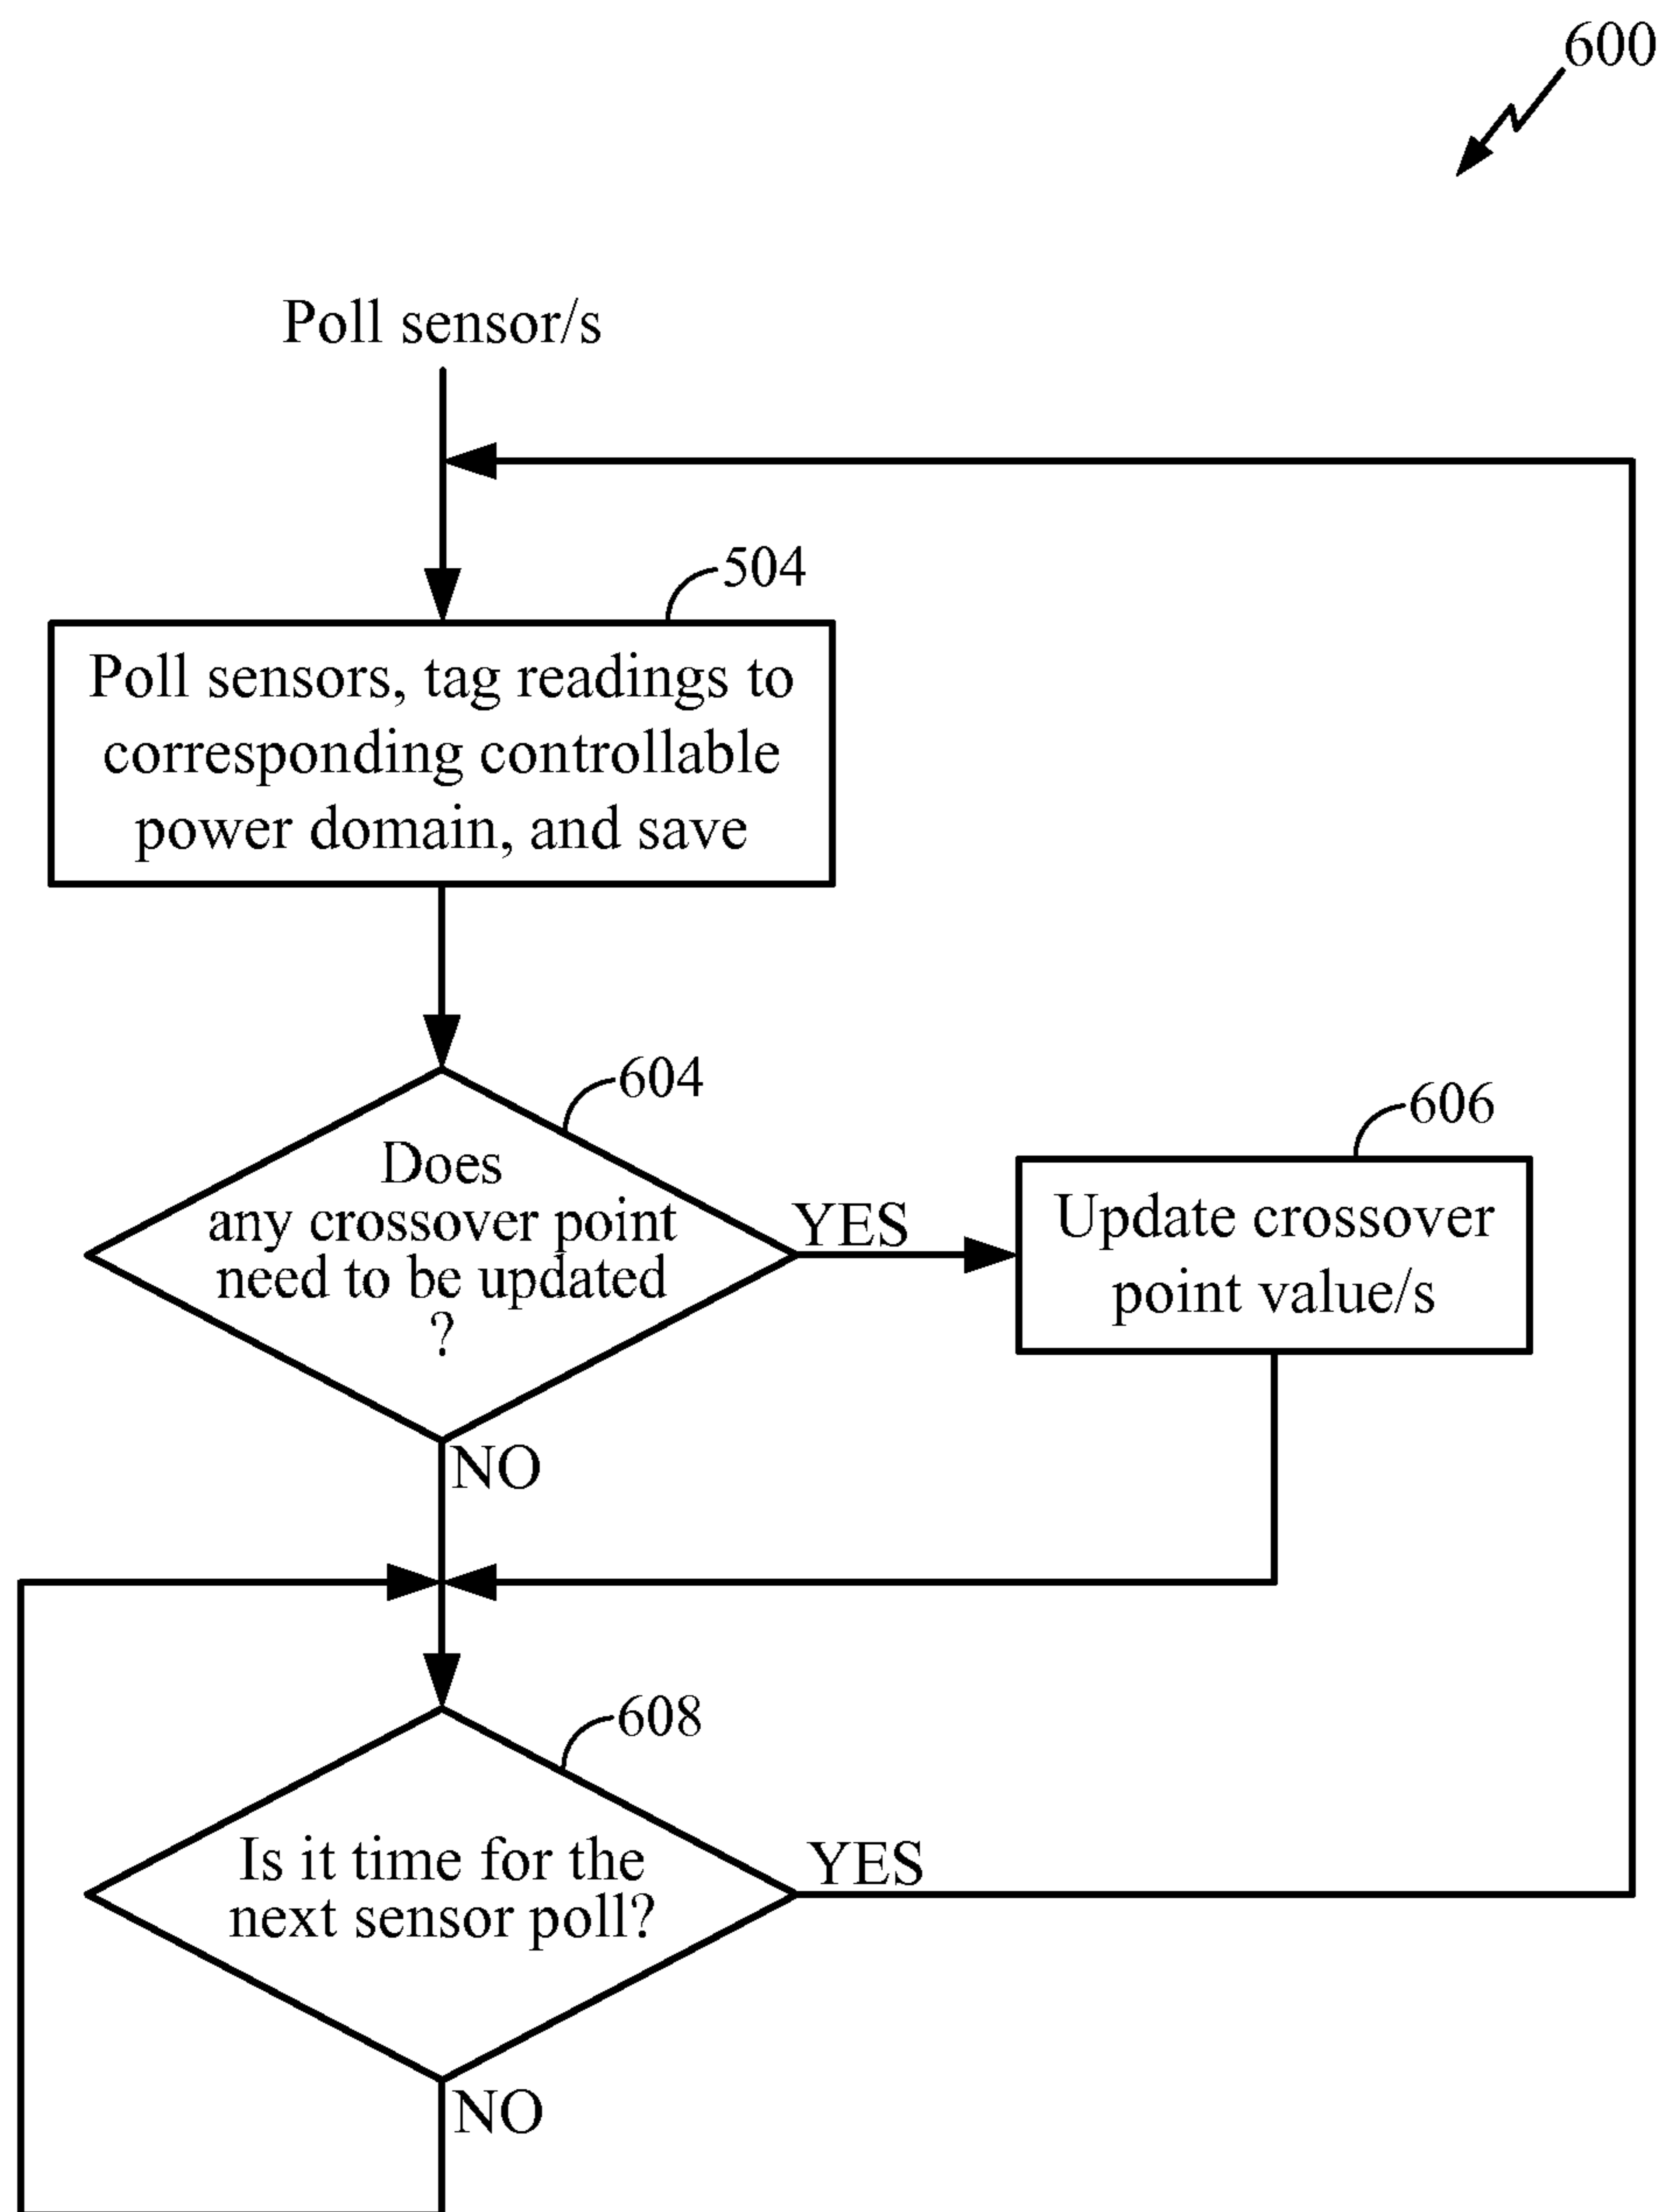 600
Poll sensor/s
504
Poll sensors, tag readings to
corresponding controllable
power domain, and save
604
Does
any crossover point
need to be updated
?
YES
606
Update crossover
point value/s
NO
608
Is it time for the
next sensor poll?
YES
NO